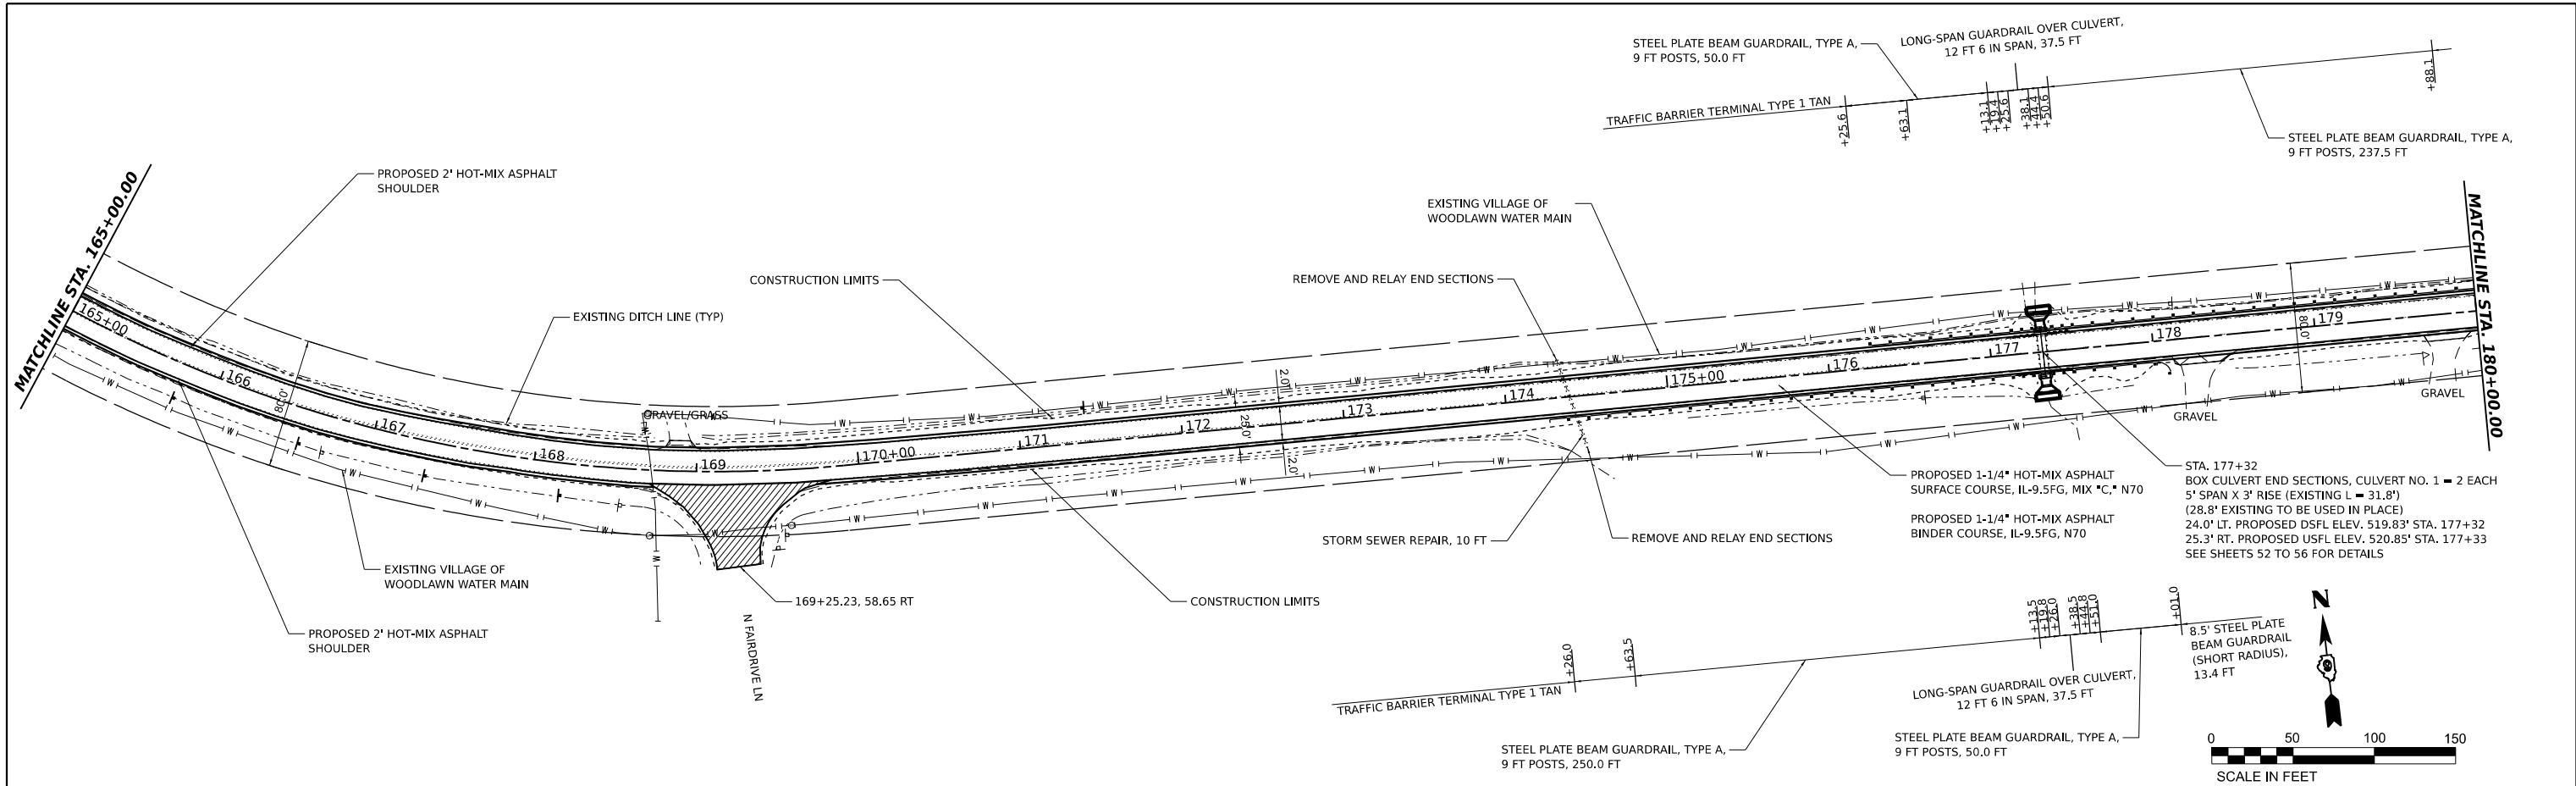 STEEL PLATE BEAM GUARDRAIL, TYPE A,
9 FT POSTS, 50.0 FT
LONG-SPAN GUARDRAIL OVER CULVERT,
12 FT 6 IN SPAN, 37.5 FT
TRAFFIC BARRIER TERMINAL TYPE 1 TAN
+25.6
+63.1
+13.1
+19.4
+25.6
+38.1
+44.4
+50.6
+88.1
STEEL PLATE BEAM GUARDRAIL, TYPE A,
9 FT POSTS, 237.5 FT
MATCHLINE STA. 165+00.00
PROPOSED 2' HOT-MIX ASPHALT
SHOULDER
EXISTING VILLAGE OF
WOODLAWN WATER MAIN
MATCHLINE STA. 180+00.00
CONSTRUCTION LIMITS
REMOVE AND RELAY END SECTIONS
EXISTING DITCH LINE (TYP)
165+00
166
167
168
169
170+00
171
172
173
174
175+00
176
177
178
179
80.0'
GRAVEL/GRASS
2.0'
25.0'
2.0'
80.0'
GRAVEL
GRAVEL
PROPOSED 1-1/4" HOT-MIX ASPHALT
SURFACE COURSE, IL-9.5FG, MIX "C," N70
PROPOSED 1-1/4" HOT-MIX ASPHALT
BINDER COURSE, IL-9.5FG, N70
STA. 177+32
BOX CULVERT END SECTIONS, CULVERT NO. 1 = 2 EACH
5' SPAN X 3' RISE (EXISTING L = 31.8')
(28.8' EXISTING TO BE USED IN PLACE)
24.0' LT. PROPOSED DSFL ELEV. 519.83' STA. 177+32
25.3' RT. PROPOSED USFL ELEV. 520.85' STA. 177+33
SEE SHEETS 52 TO 56 FOR DETAILS
STORM SEWER REPAIR, 10 FT
REMOVE AND RELAY END SECTIONS
EXISTING VILLAGE OF
WOODLAWN WATER MAIN
169+25.23, 58.65 RT
CONSTRUCTION LIMITS
PROPOSED 2' HOT-MIX ASPHALT
SHOULDER
N FAIRDRIVE LN
+26.0
+63.5
+13.5
+19.8
+26.0
+38.5
+44.8
+51.0
+01.0
8.5' STEEL PLATE
BEAM GUARDRAIL
(SHORT RADIUS),
13.4 FT
TRAFFIC BARRIER TERMINAL TYPE 1 TAN
LONG-SPAN GUARDRAIL OVER CULVERT,
12 FT 6 IN SPAN, 37.5 FT
STEEL PLATE BEAM GUARDRAIL, TYPE A,
9 FT POSTS, 250.0 FT
STEEL PLATE BEAM GUARDRAIL, TYPE A,
9 FT POSTS, 50.0 FT
N
0 50 100 150
SCALE IN FEET